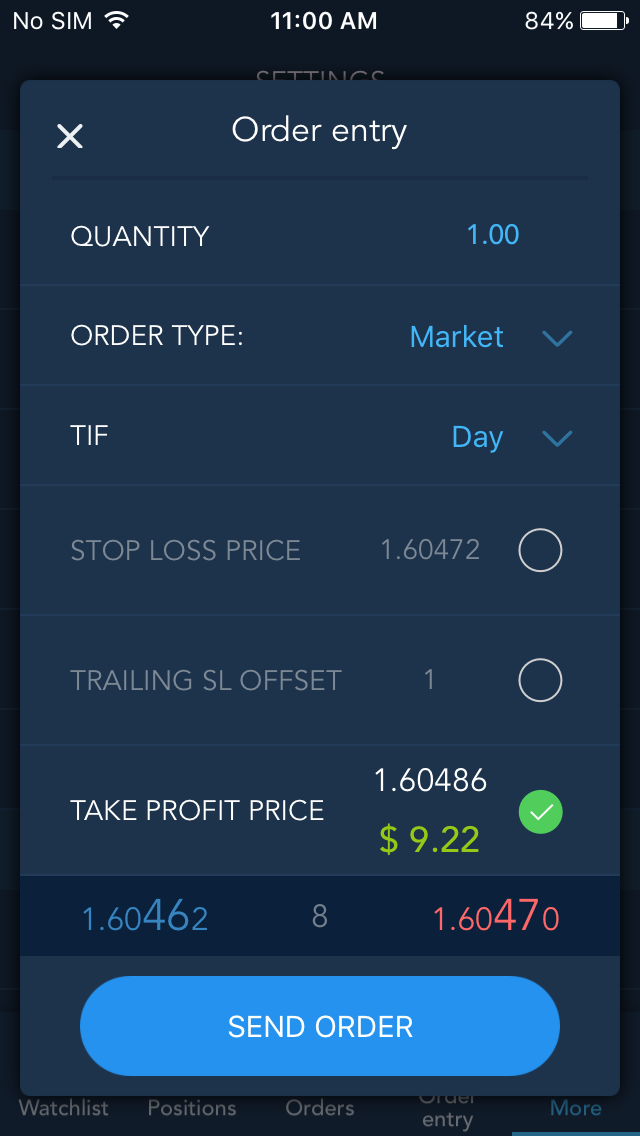 No SIM 11:00 AM 84%
SETTINGS
Order entry
QUANTITY 1.00
ORDER TYPE: Market
TIF Day
STOP LOSS PRICE 1.60472
TRAILING SL OFFSET 1
TAKE PROFIT PRICE 1.60486
$ 9.22
1.60462 8 1.60470
SEND ORDER
Watchlist Positions Orders Order entry More